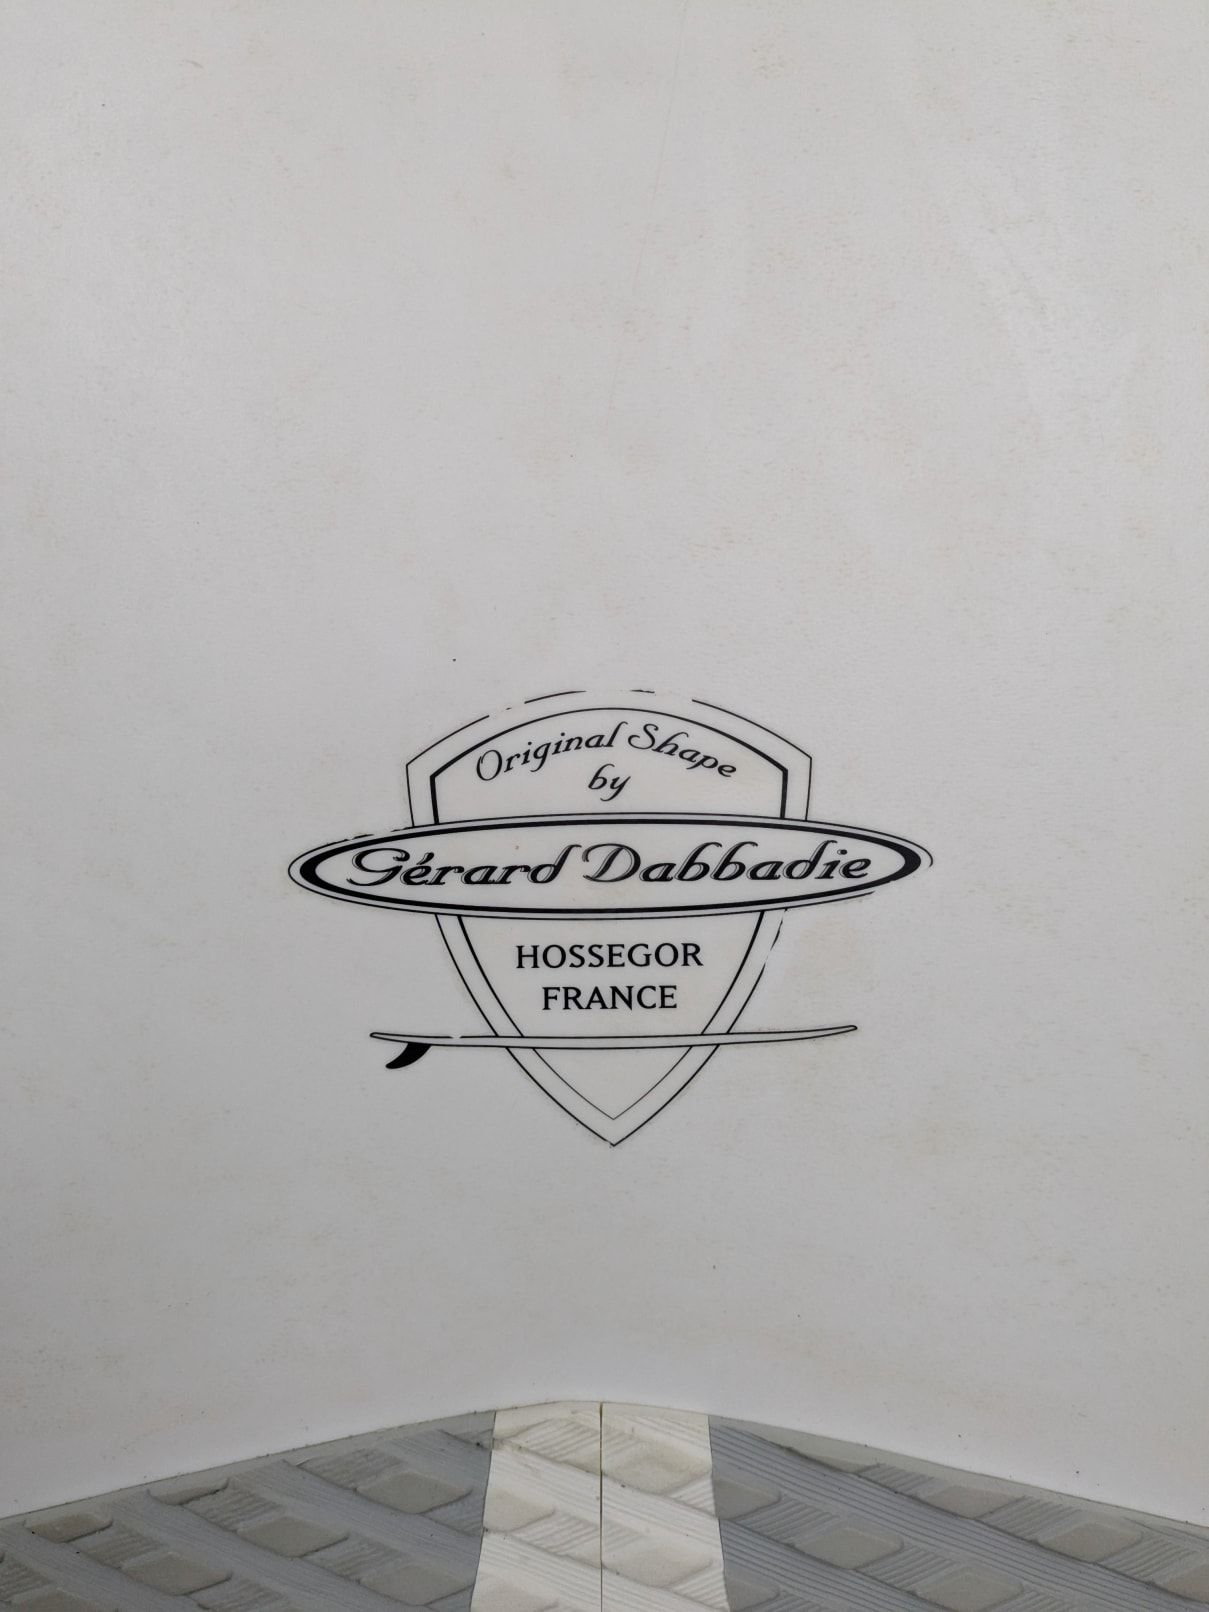 Original Shape
by
Gérard Dabbadie
HOSSEGOR
FRANCE